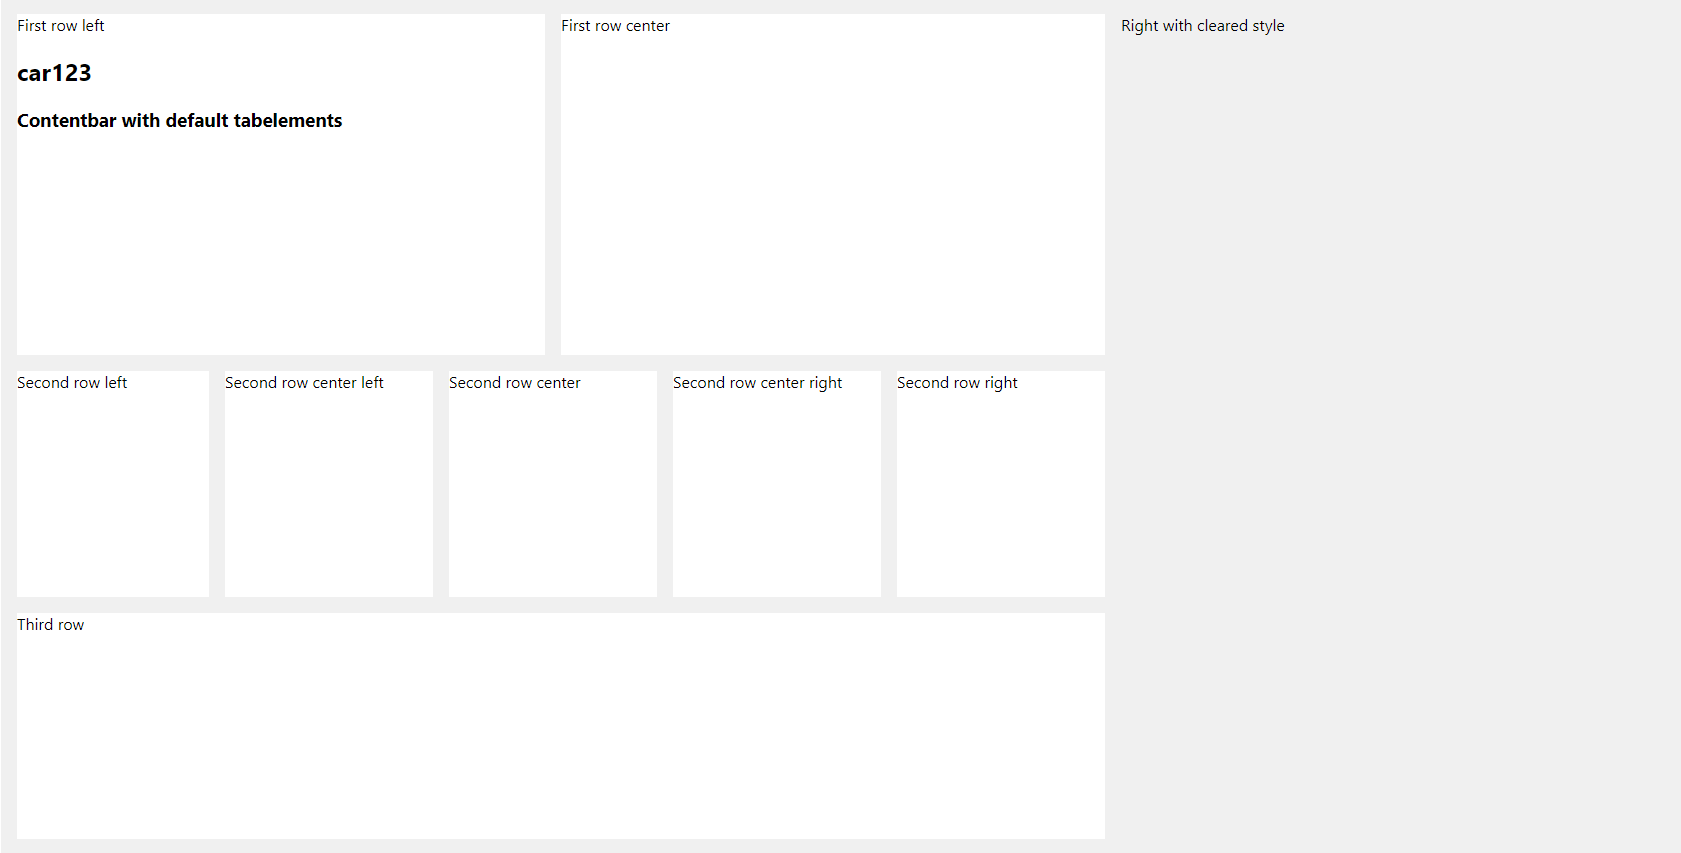 First row left
car123
Contentbar with default tabelements
First row center
Right with cleared style
Second row left
Second row center left
Second row center
Second row center right
Second row right
Third row